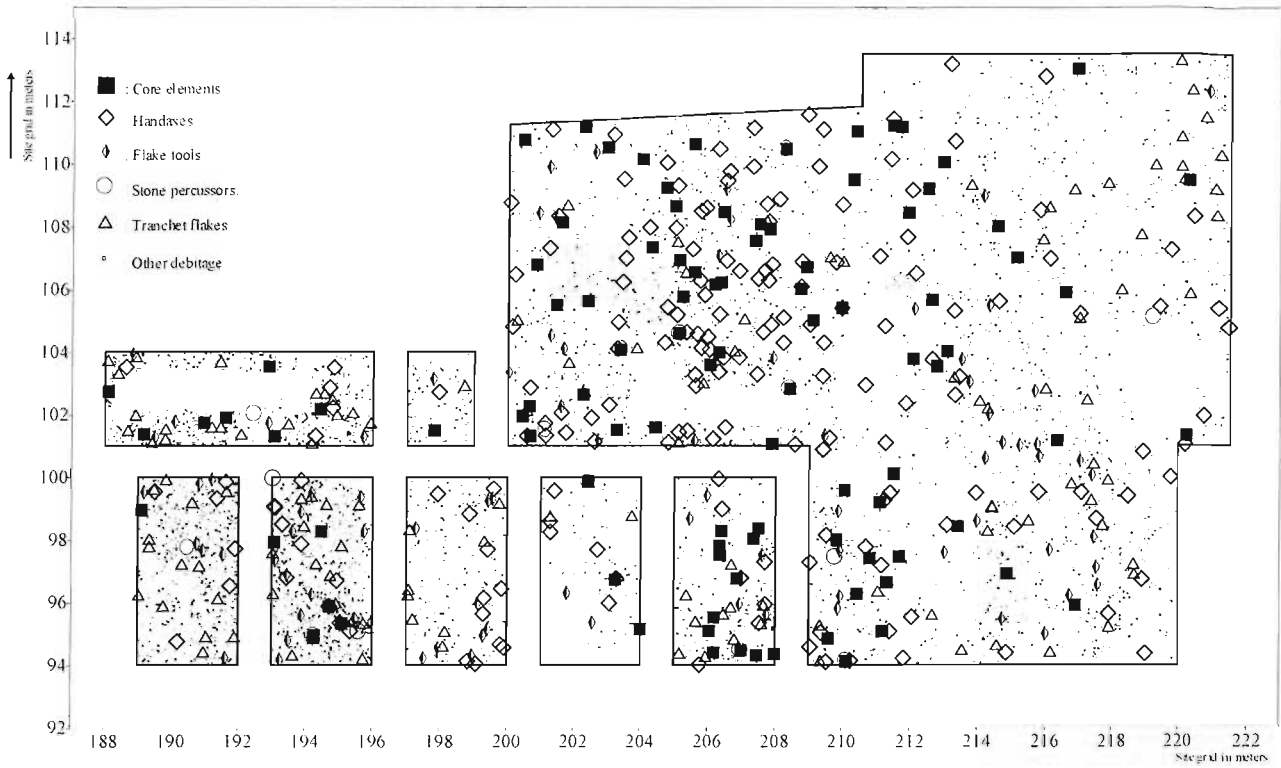 114
112
110
108
106
104
102
100
98
96
94
92
Site grid in meters
: Core elements
Handaxes
: Flake tools
Stone percussors.
Tranchet flakes
Other debitage
188 190 192 194 196 198 200 202 204 206 208 210 212 214 216 218 220 222
Site grid in meters